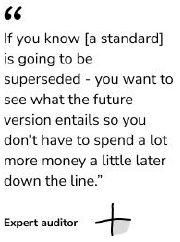 “
If you know [a standard]
is going to be
superseded - you want to
see what the future
version entails so you
don't have to spend a lot
more money a little later
down the line.”
Expert auditor